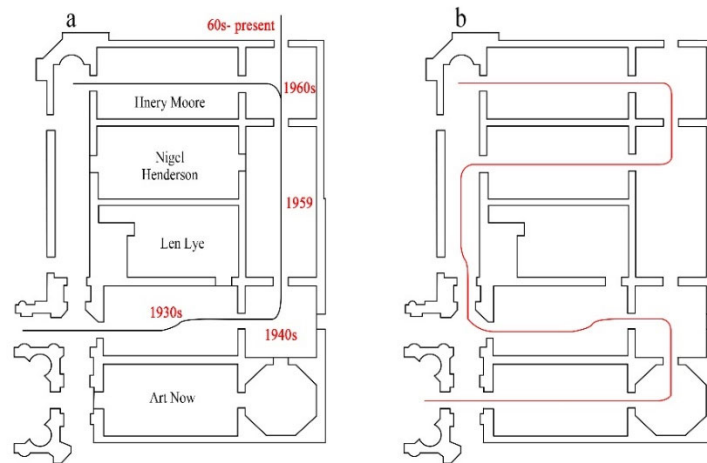 a
b
60s- present
1960s
Hnery Moore
Nigel
Henderson
1959
Len Lye
1930s
1940s
Art Now